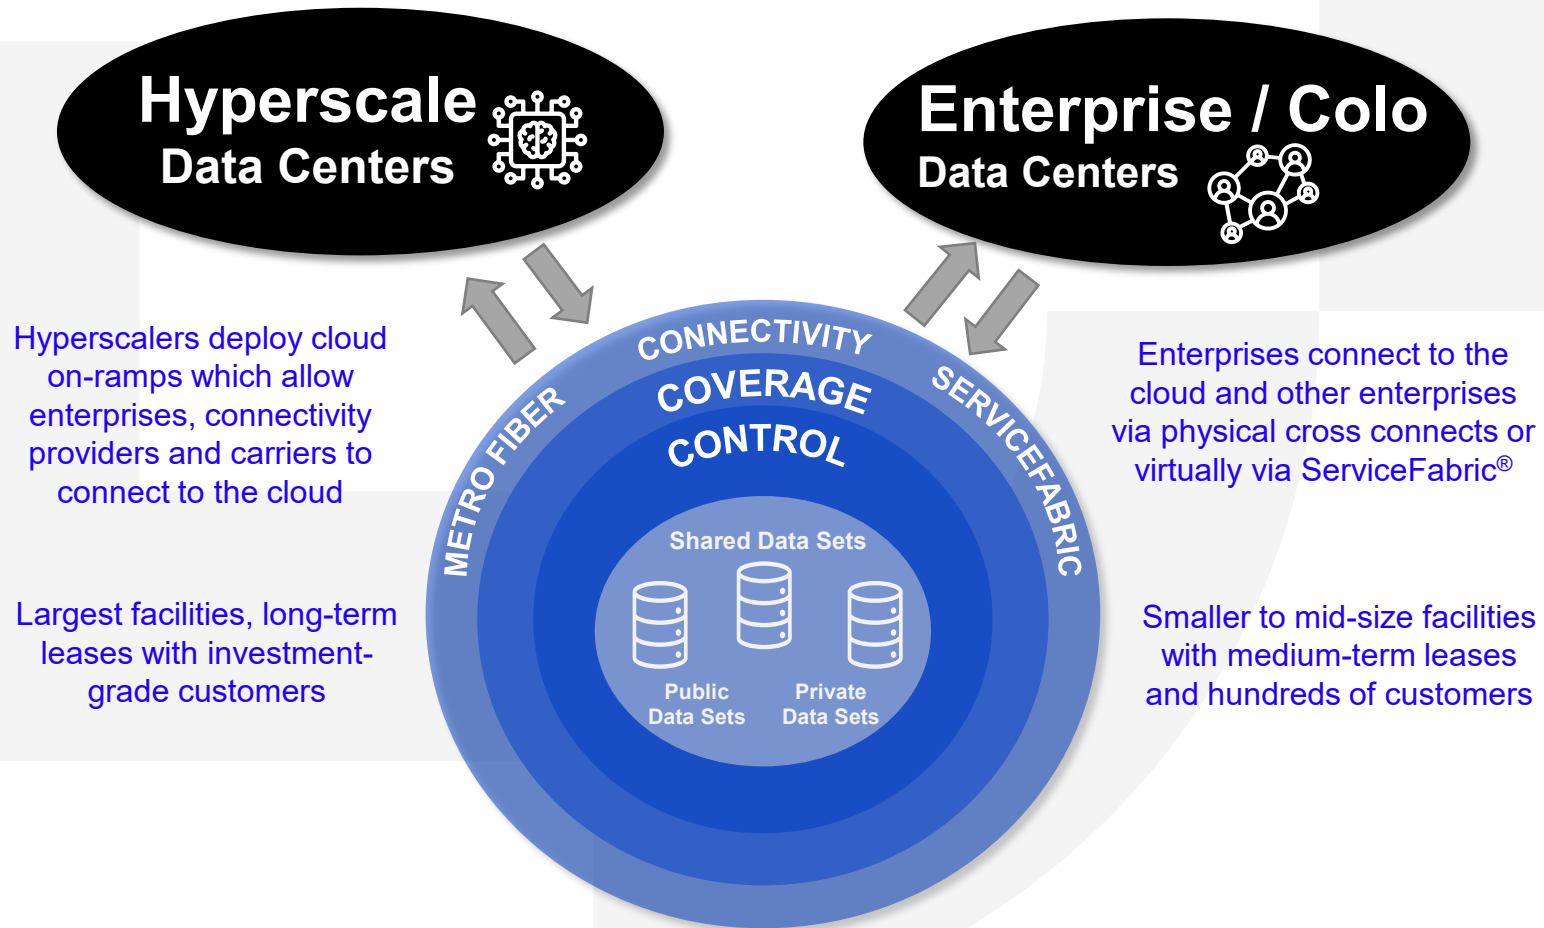 Hyperscale
Data Centers
Enterprise / Colo
Data Centers
Hyperscalers deploy cloud
on-ramps which allow
enterprises, connectivity
providers and carriers to
connect to the cloud
Largest facilities, long-term
leases with investment-
grade customers
METRO FIBER
CONNECTIVITY
SERVICEFABRIC
COVERAGE
CONTROL
Shared Data Sets
Public
Data Sets
Private
Data Sets
Enterprises connect to the
cloud and other enterprises
via physical cross connects or
virtually via ServiceFabric®
Smaller to mid-size facilities
with medium-term leases
and hundreds of customers